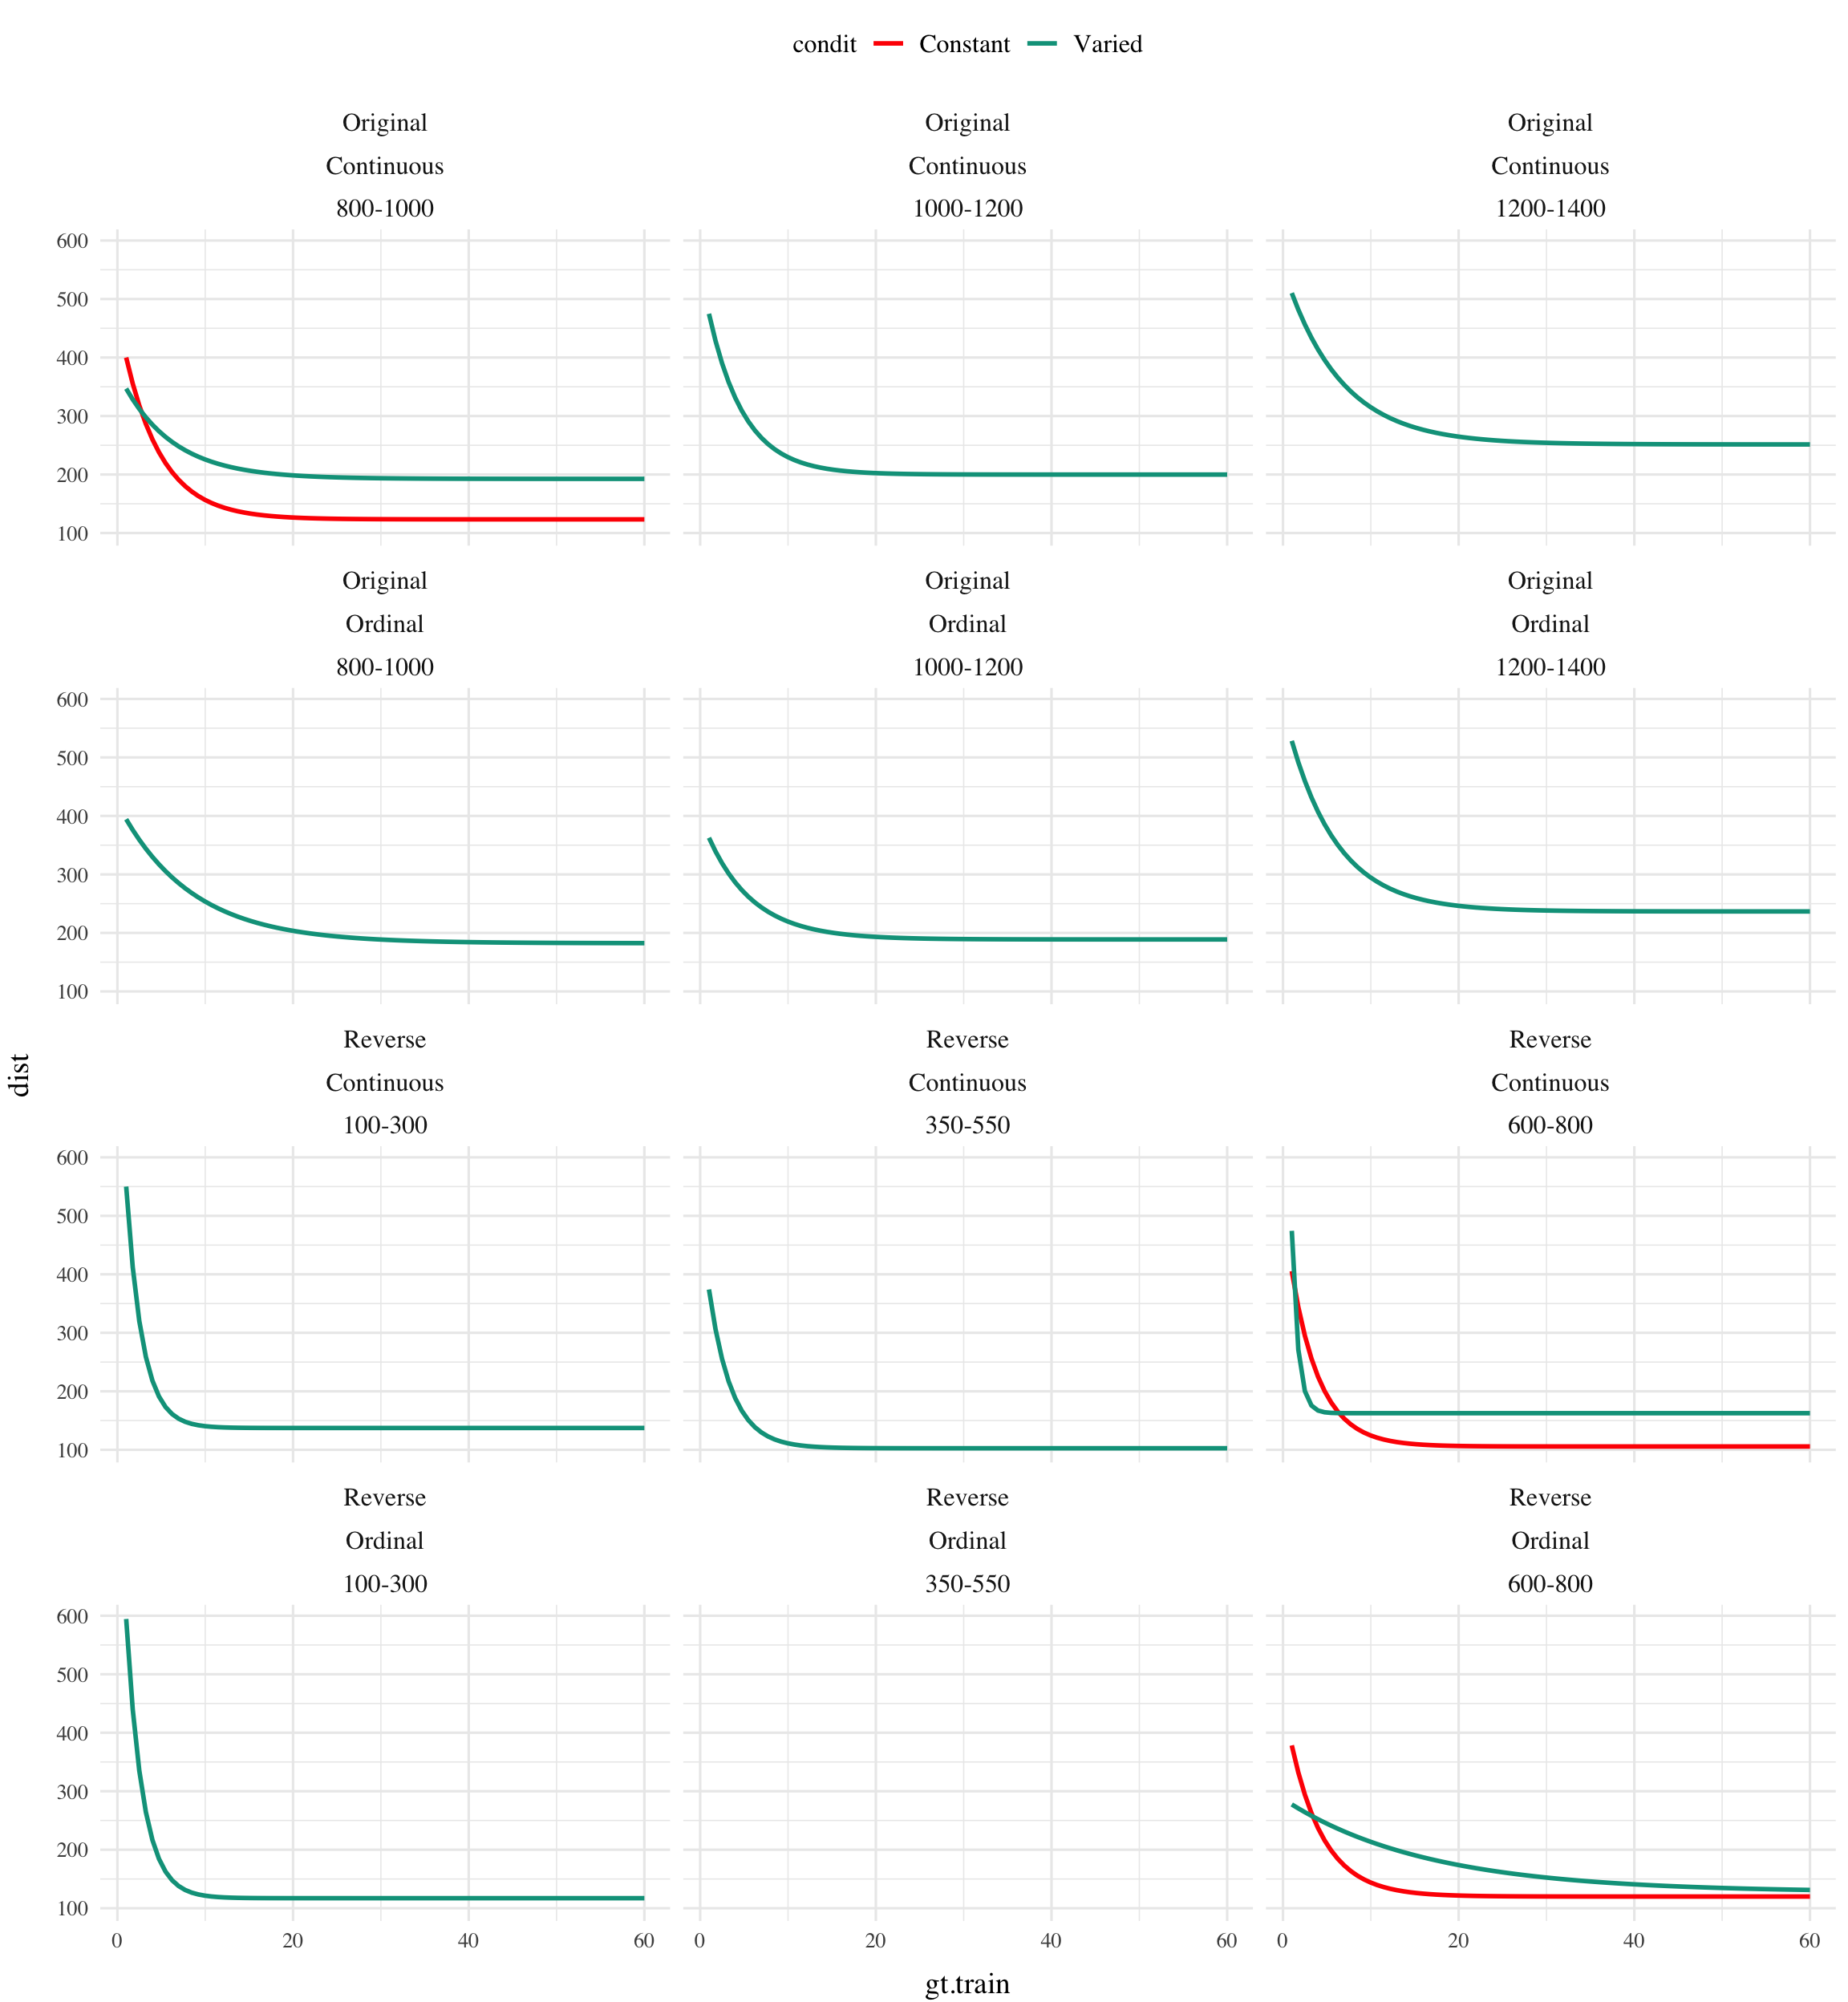 condit Constant Varied
Original Original Original
Continuous Continuous Continuous
800-1000 1000-1200 1200-1400
600
500
400
300
200
100
Original Original Original
Ordinal Ordinal Ordinal
800-1000 1000-1200 1200-1400
600
500
400
300
200
100
dist
Reverse Reverse Reverse
Continuous Continuous Continuous
100-300 350-550 600-800
600
500
400
300
200
100
Reverse Reverse Reverse
Ordinal Ordinal Ordinal
100-300 350-550 600-800
600
500
400
300
200
100
0 20 40 60 0 20 40 60 0 20 40 60
gt.train